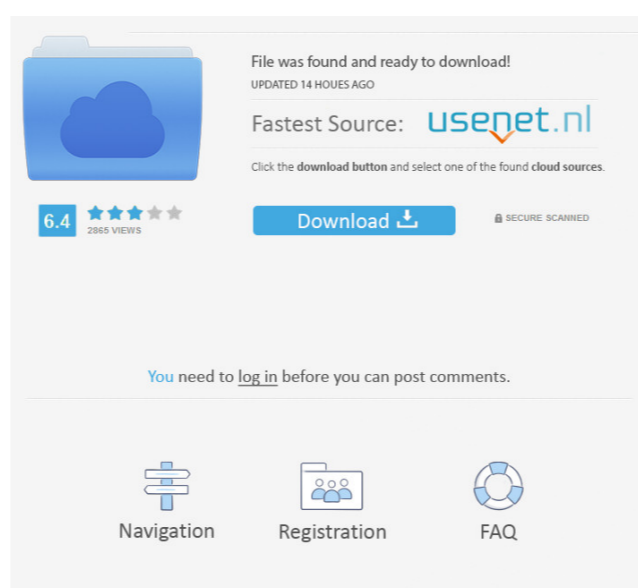 File was found and ready to download!
UPDATED 14 HOUES AGO
Fastest Source: usenet.nl
Click the download button and select one of the found cloud sources.
6.4
2865 VIEWS
Download
SECURE SCANNED
You need to log in before you can post comments.
Navigation
Registration
FAQ